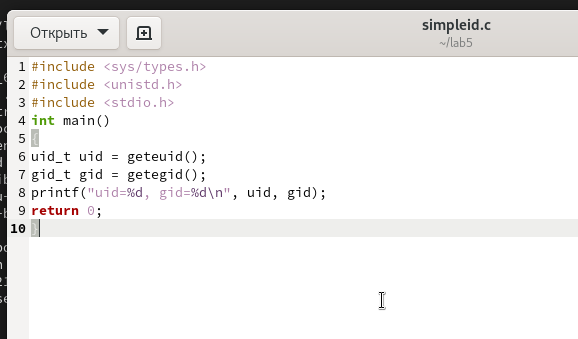 Открыть
simpleid.c
~/lab5
1 #include <sys/types.h>
2 #include <unistd.h>
3 #include <stdio.h>
4 int main()
5 {
6 uid_t uid = geteuid();
7 gid_t gid = getegid();
8 printf("uid=%d, gid=%d\n", uid, gid);
9 return 0;
10 }